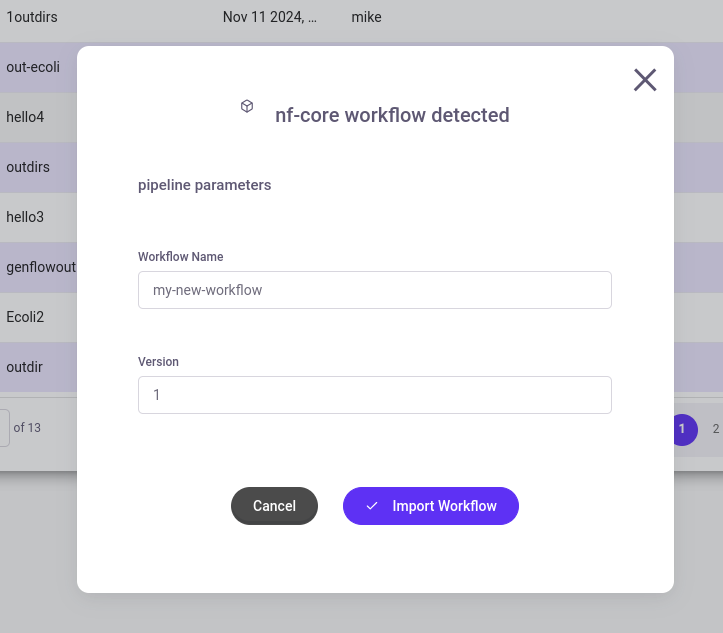 1outdirs Nov 11 2024, ... mike
out-ecoli
hello4
outdirs
hello3
genflowout
Ecoli2
outdir
of 13
1 2
nf-core workflow detected
pipeline parameters
Workflow Name
my-new-workflow
Version
1
Cancel
Import Workflow